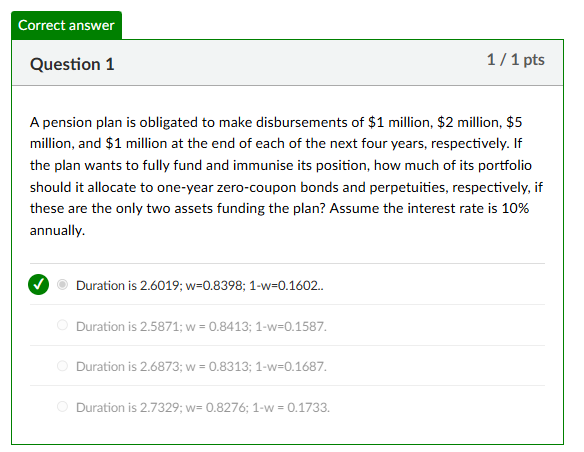 Correct answer
Question 1
1 / 1 pts
A pension plan is obligated to make disbursements of $1 million, $2 million, $5
million, and $1 million at the end of each of the next four years, respectively. If
the plan wants to fully fund and immunise its position, how much of its portfolio
should it allocate to one-year zero-coupon bonds and perpetuities, respectively, if
these are the only two assets funding the plan? Assume the interest rate is 10%
annually.
Duration is 2.6019; w=0.8398; 1-w=0.1602..
Duration is 2.5871; w = 0.8413; 1-w=0.1587.
Duration is 2.6873; w = 0.8313; 1-w=0.1687.
Duration is 2.7329; w= 0.8276; 1-w = 0.1733.